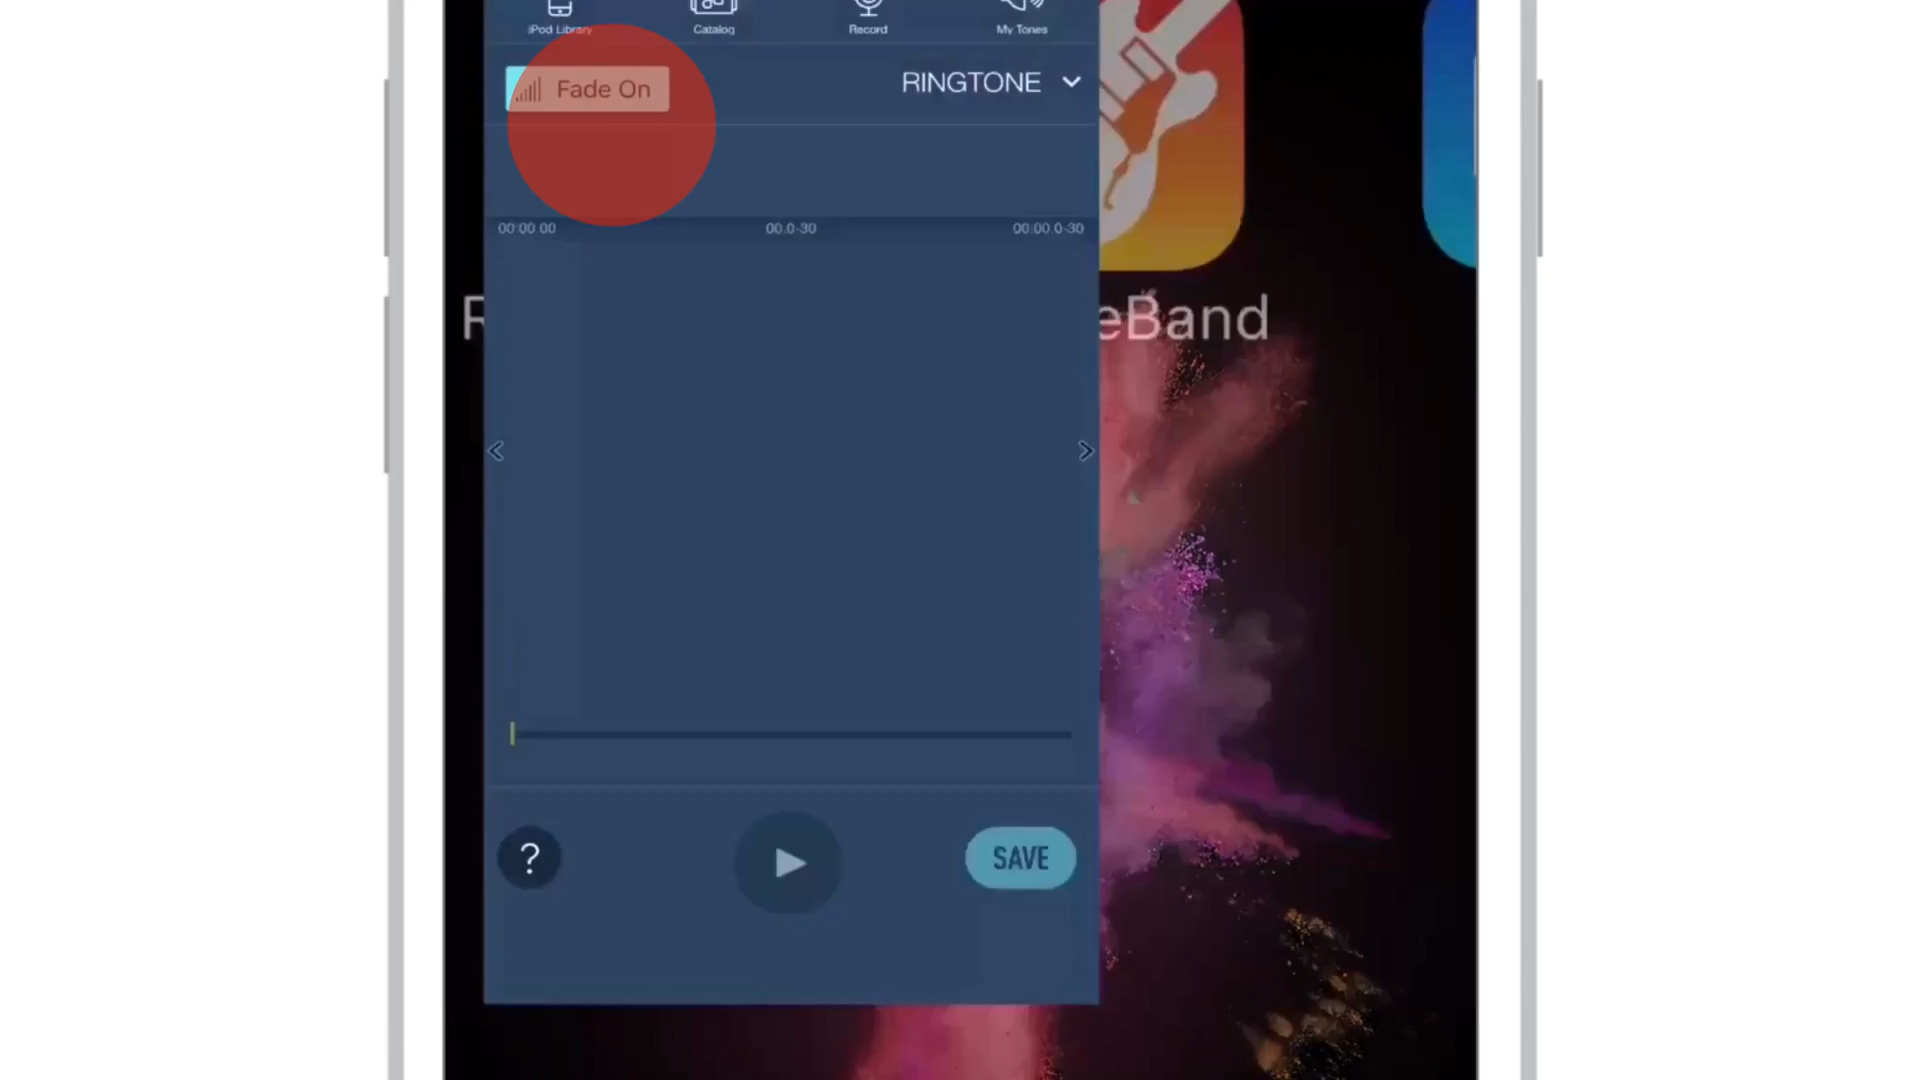 iPod Library
Catalog
Record
My Tones
Fade On
RINGTONE
00:00.00
00.0-30
00:00.0-30
R
eBand
?
SAVE